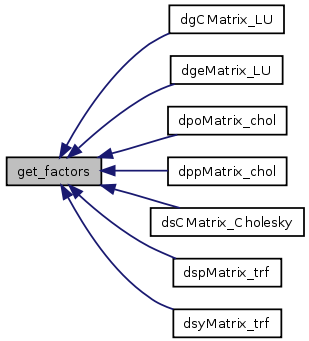 dgCMatrix_LU
dgeMatrix_LU
dpoMatrix_chol
get_factors
dppMatrix_chol
dsCMatrix_Cholesky
dspMatrix_trf
dsyMatrix_trf